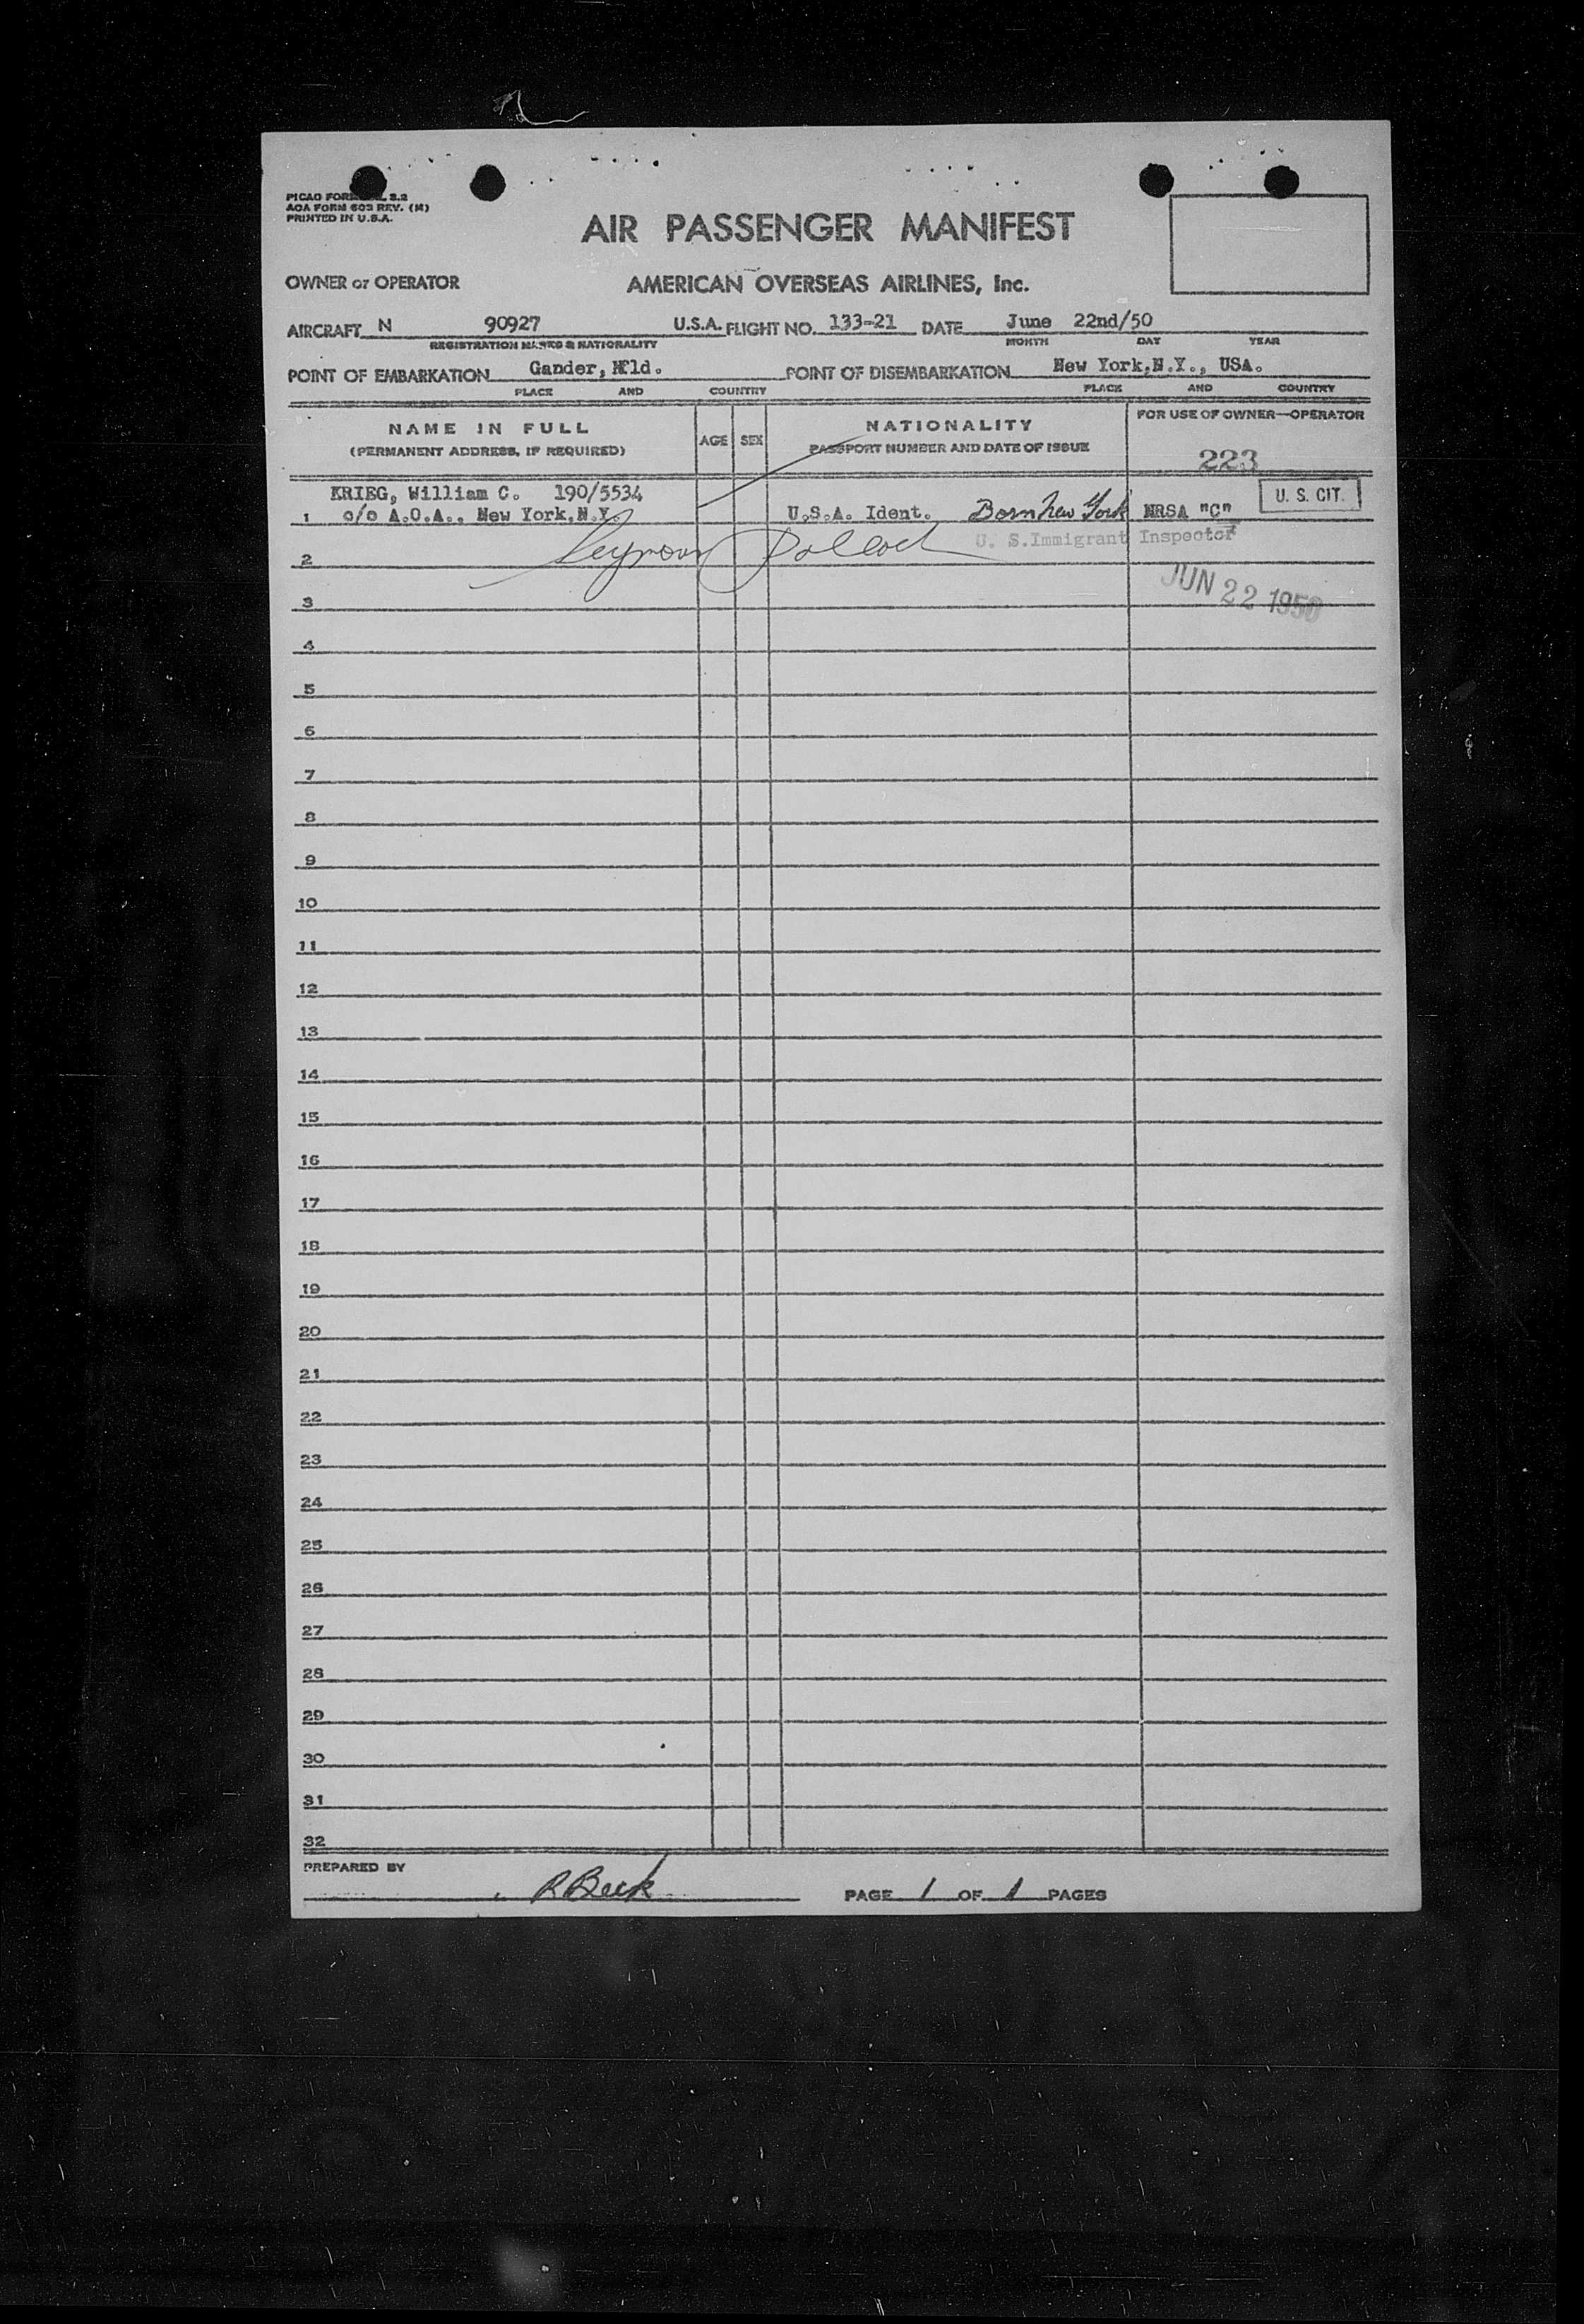 PICAO FORM 8.2
AOA FORM 603 REV. (M)
PRINTED IN U.S.A.
AIR PASSENGER MANIFEST
OWNER or OPERATOR AMERICAN OVERSEAS AIRLINES, Inc.
AIRCRAFT N 90927 U.S.A. FLIGHT NO. 133-21 DATE June 22nd/50
REGISTRATION MARKS & NATIONALITY MONTH DAY YEAR
POINT OF EMBARKATION Gander, Nfld. POINT OF DISEMBARKATION New York, N.Y., USA.
PLACE AND COUNTRY PLACE AND COUNTRY
NAME IN FULL AGE SEX NATIONALITY FOR USE OF OWNER—OPERATOR
(PERMANENT ADDRESS, IF REQUIRED) PASSPORT NUMBER AND DATE OF ISSUE 223
KRIEG, William C. 190/5534 U. S. CIT.
1 c/o A.O.A., New York, N.Y. U.S.A. Ident. Born New York NRSA "C"
2 Seymour Pollock U. S. Immigrant Inspector
3 JUN 22 1950
4
5
6
7
8
9
10
11
12
13
14
15
16
17
18
19
20
21
22
23
24
25
26
27
28
29
30
31
32
PREPARED BY
R Beck PAGE 1 OF 1 PAGES